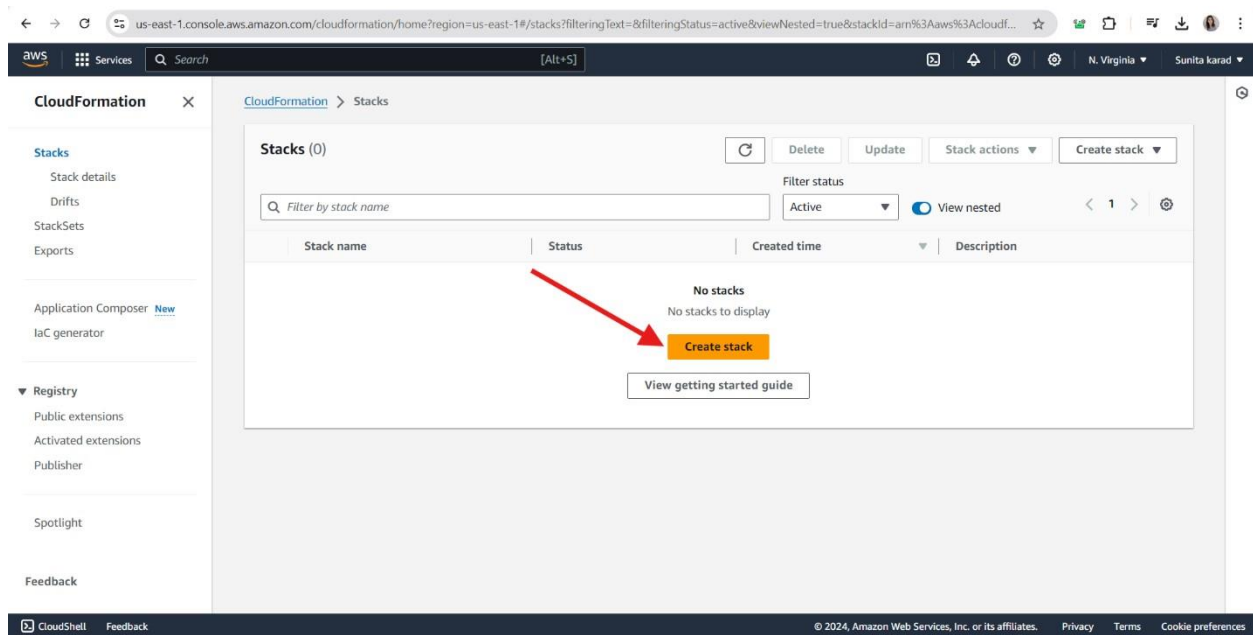 us-east-1.console.aws.amazon.com/cloudformation/home?region=us-east-1#/stacks?filteringText=&filteringStatus=active&viewNested=true&stackId=arn%3Aaws%3Acloudf...
aws Services Search [Alt+S] N. Virginia Sunita karad
CloudFormation
CloudFormation > Stacks
Stacks
Stack details
Drifts
StackSets
Exports
Application Composer New
IaC generator
Registry
Public extensions
Activated extensions
Publisher
Spotlight
Feedback
Stacks (0) Delete Update Stack actions Create stack
Filter status
Filter by stack name Active View nested 1
Stack name Status Created time Description
No stacks
No stacks to display
Create stack
View getting started guide
CloudShell Feedback © 2024, Amazon Web Services, Inc. or its affiliates. Privacy Terms Cookie preferences